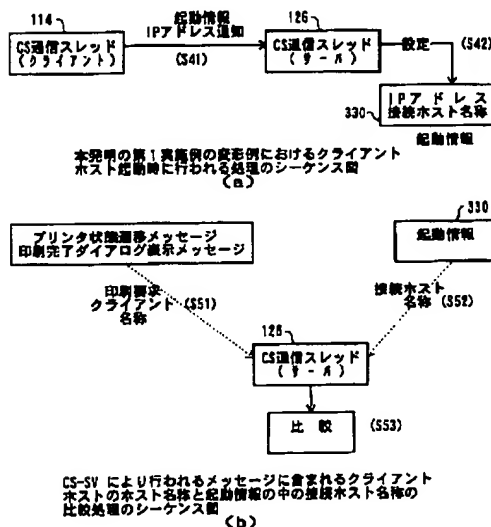 114
CS通信スレッド
(クライアント)
起動情報
IPアドレス通知
(S41)
126
CS通信スレッド
(サーバ)
設定
(S42)
IPアドレス
接続ホスト名称
330
起動情報
本発明の第1実施例の変形例におけるクライアント
ホスト起動時に行われる処理のシーケンス図
(a)
プリンタ状態遷移メッセージ
印刷完了ダイアログ表示メッセージ
330
起動情報
印刷要求
クライアント
名称
(S51)
接続ホスト
名称
(S52)
126
CS通信スレッド
(サーバ)
比較
(S53)
CS-SV により行われるメッセージに含まれるクライアント
ホストのホスト名称と起動情報の中の接続ホスト名称の
比較処理のシーケンス図
(b)